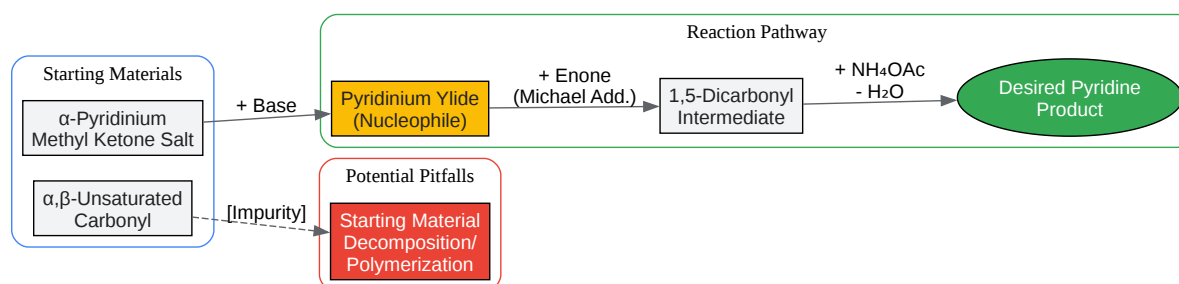 Starting Materials
α-Pyridinium
Methyl Ketone Salt
α,β-Unsaturated
Carbonyl
+ Base
[Impurity]
Reaction Pathway
Pyridinium Ylide
(Nucleophile)
+ Enone
(Michael Add.)
1,5-Dicarbonyl
Intermediate
+ NH₄OAc
- H₂O
Desired Pyridine
Product
Potential Pitfalls
Starting Material
Decomposition/
Polymerization